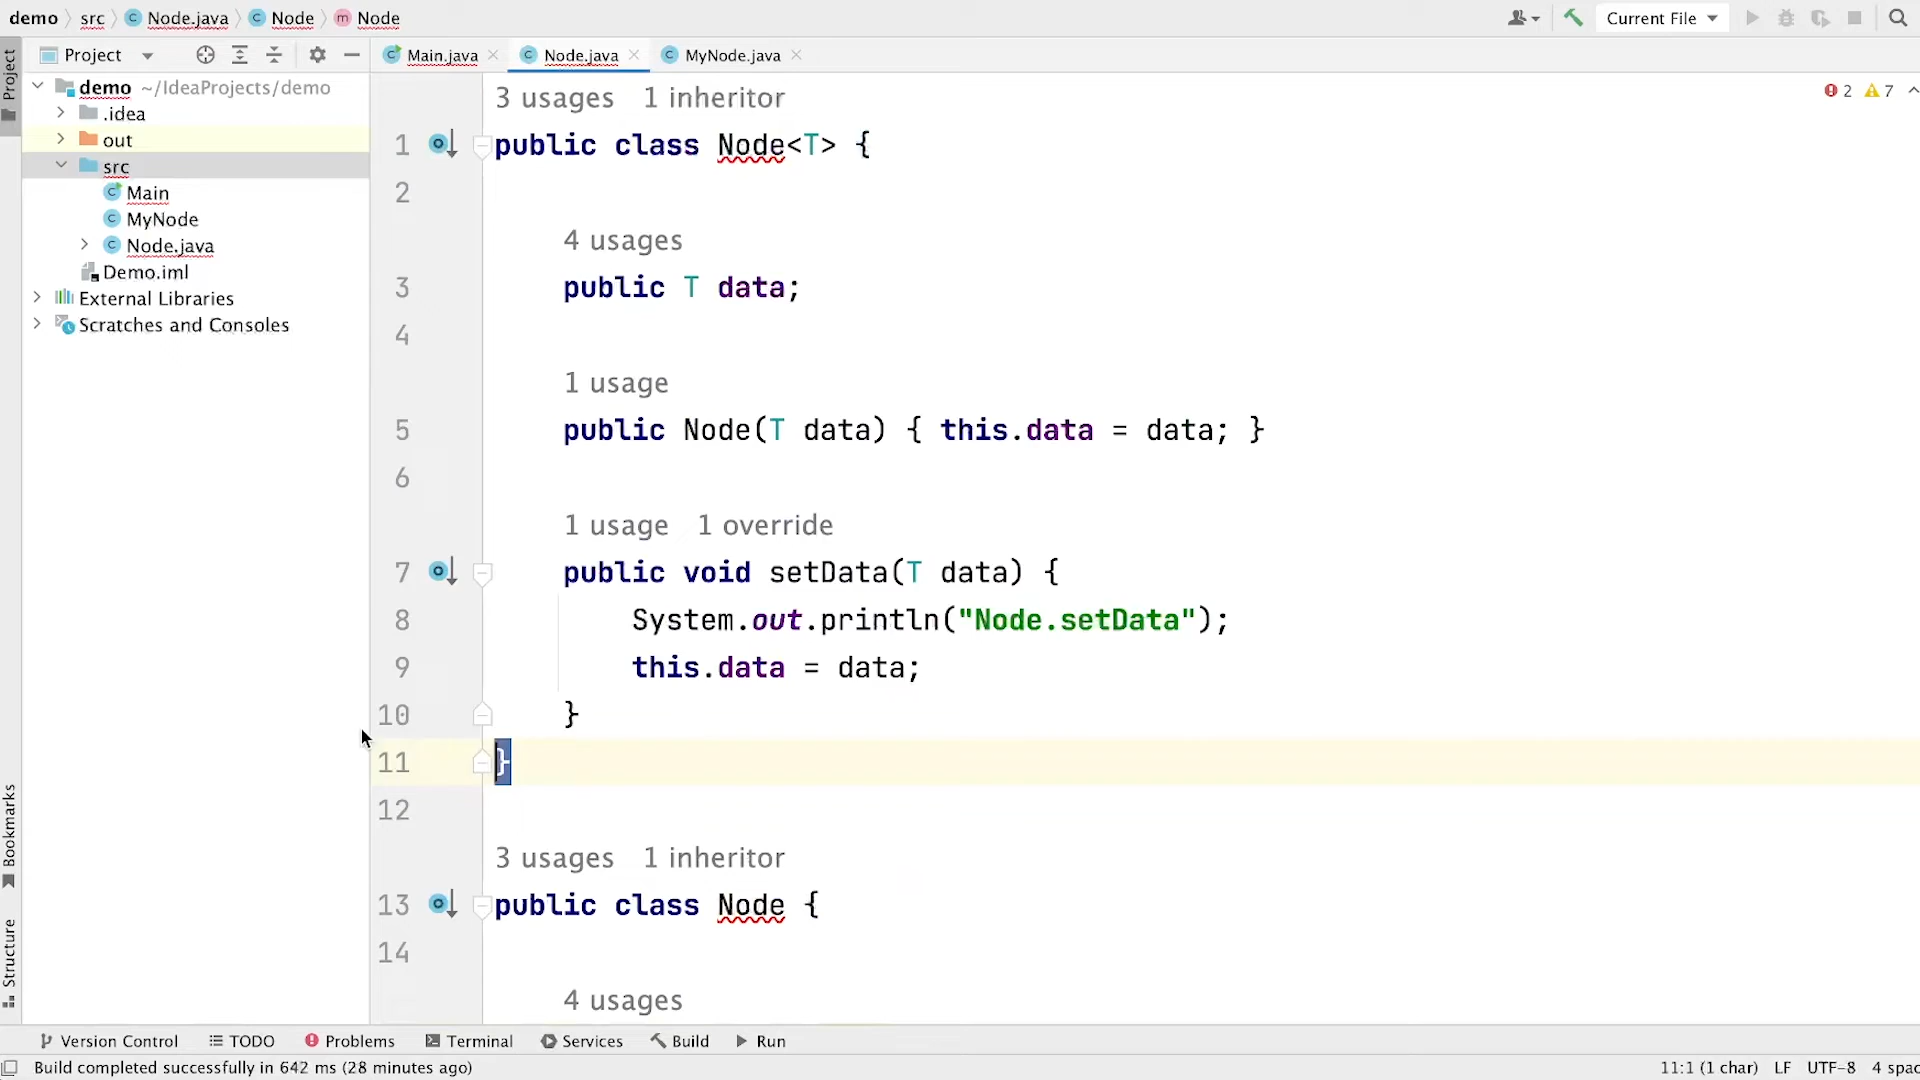 demo src Node.java Node Node
Current File
Project
Main.java Node.java MyNode.java
Project
demo ~/IdeaProjects/demo
.idea
out
src
Main
MyNode
Node.java
Demo.iml
External Libraries
Scratches and Consoles
Bookmarks
Structure
2 7
3 usages 1 inheritor
1 public class Node<T> {
2
4 usages
3 public T data;
4
1 usage
5 public Node(T data) { this.data = data; }
6
1 usage 1 override
7 public void setData(T data) {
8 System.out.println("Node.setData");
9 this.data = data;
10 }
11 }
12
3 usages 1 inheritor
13 public class Node {
14
4 usages
Version Control TODO Problems Terminal Services Build Run
Build completed successfully in 642 ms (28 minutes ago)
11:1 (1 char) LF UTF-8 4 spac